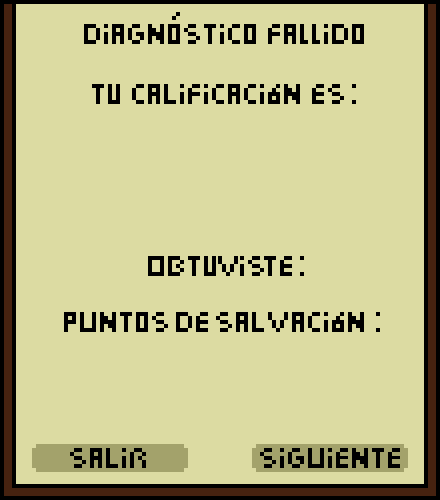 DIAGNÓSTICO FALLIDO
TU CALIFICACIÓN ES:
OBTUVISTE:
PUNTOS DE SALVACIÓN :
SALIR
SIGUIENTE